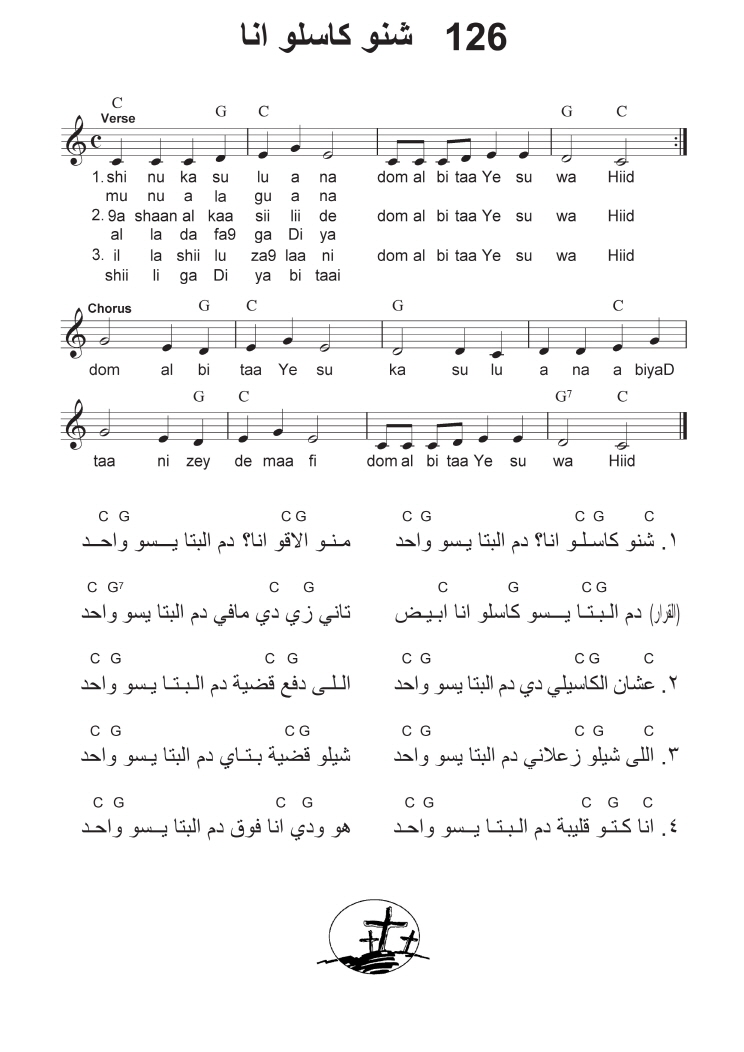 126 شنو كاسلو انا
C G C G C
Verse
1. shi nu ka su lu a na dom al bi taa Ye su wa Hiid
mu nu a la gu a na
2. 9a shaan al kaa sii lii de dom al bi taa Ye su wa Hiid
al la da fa9 ga Di ya
3. il la shii lu za9 laa ni dom al bi taa Ye su wa Hiid
shii li ga Di ya bi taai
Chorus G C G C
dom al bi taa Ye su ka su lu a na a biyaD
G C G7 C
taa ni zey de maa fi dom al bi taa Ye su wa Hiid
C G C G C G C G C
١. شنو كاسلو انا؟ دم البتا يسو واحد منو الاقو انا؟ دم البتا يسو واحد
C G7 C G C G C G
(القرار) دم البتا يسو كاسلو انا ابيض تاني زي دي مافي دم البتا يسو واحد
C G C G C G C G C
٢. عشان الكاسيلي دي دم البتا يسو واحد اللى دفع قضية دم البتا يسو واحد
C G C G C G C G C
٣. اللى شيلو زعلاني دم البتا يسو واحد شيلو قضية بتاي دم البتا يسو واحد
C G C G C G C G C
٤. انا كتو قليبة دم البتا يسو واحد هو ودي انا فوق دم البتا يسو واحد